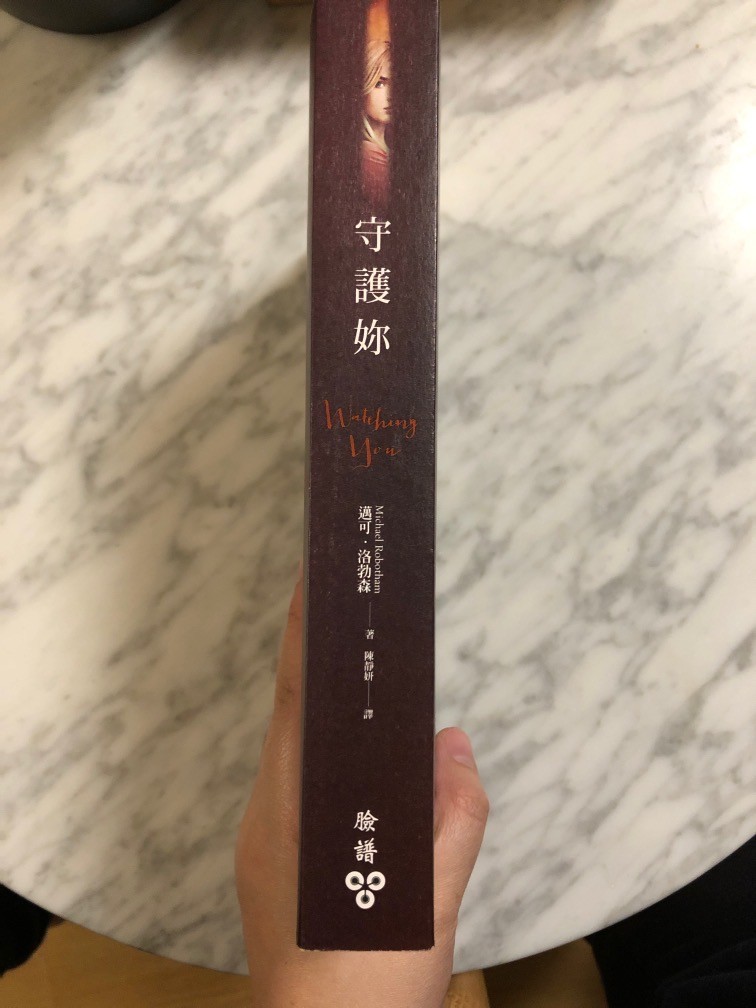 守護妳
Watching
You
Michael Robotham
邁可·洛勃森
著
陳靜妍
譯
臉譜